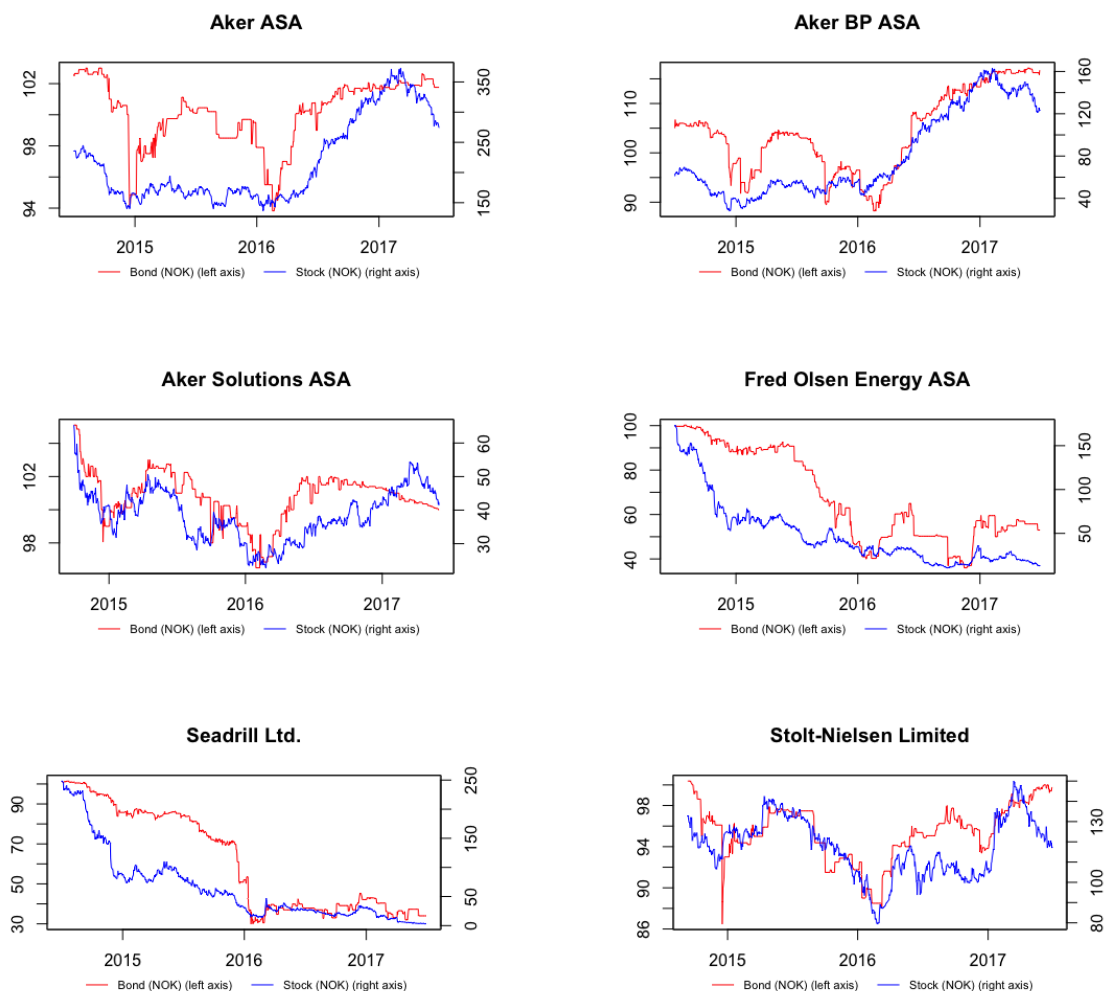 Aker ASA
94 98 102
150 250 350
2015 2016 2017
Bond (NOK) (left axis) Stock (NOK) (right axis)
Aker BP ASA
90 100 110
40 80 120 160
2015 2016 2017
Bond (NOK) (left axis) Stock (NOK) (right axis)
Aker Solutions ASA
98 102
30 40 50 60
2015 2016 2017
Bond (NOK) (left axis) Stock (NOK) (right axis)
Fred Olsen Energy ASA
40 60 80 100
50 100 150
2015 2016 2017
Bond (NOK) (left axis) Stock (NOK) (right axis)
Seadrill Ltd.
30 50 70 90
0 50 150 250
2015 2016 2017
Bond (NOK) (left axis) Stock (NOK) (right axis)
Stolt-Nielsen Limited
86 90 94 98
80 100 130
2015 2016 2017
Bond (NOK) (left axis) Stock (NOK) (right axis)